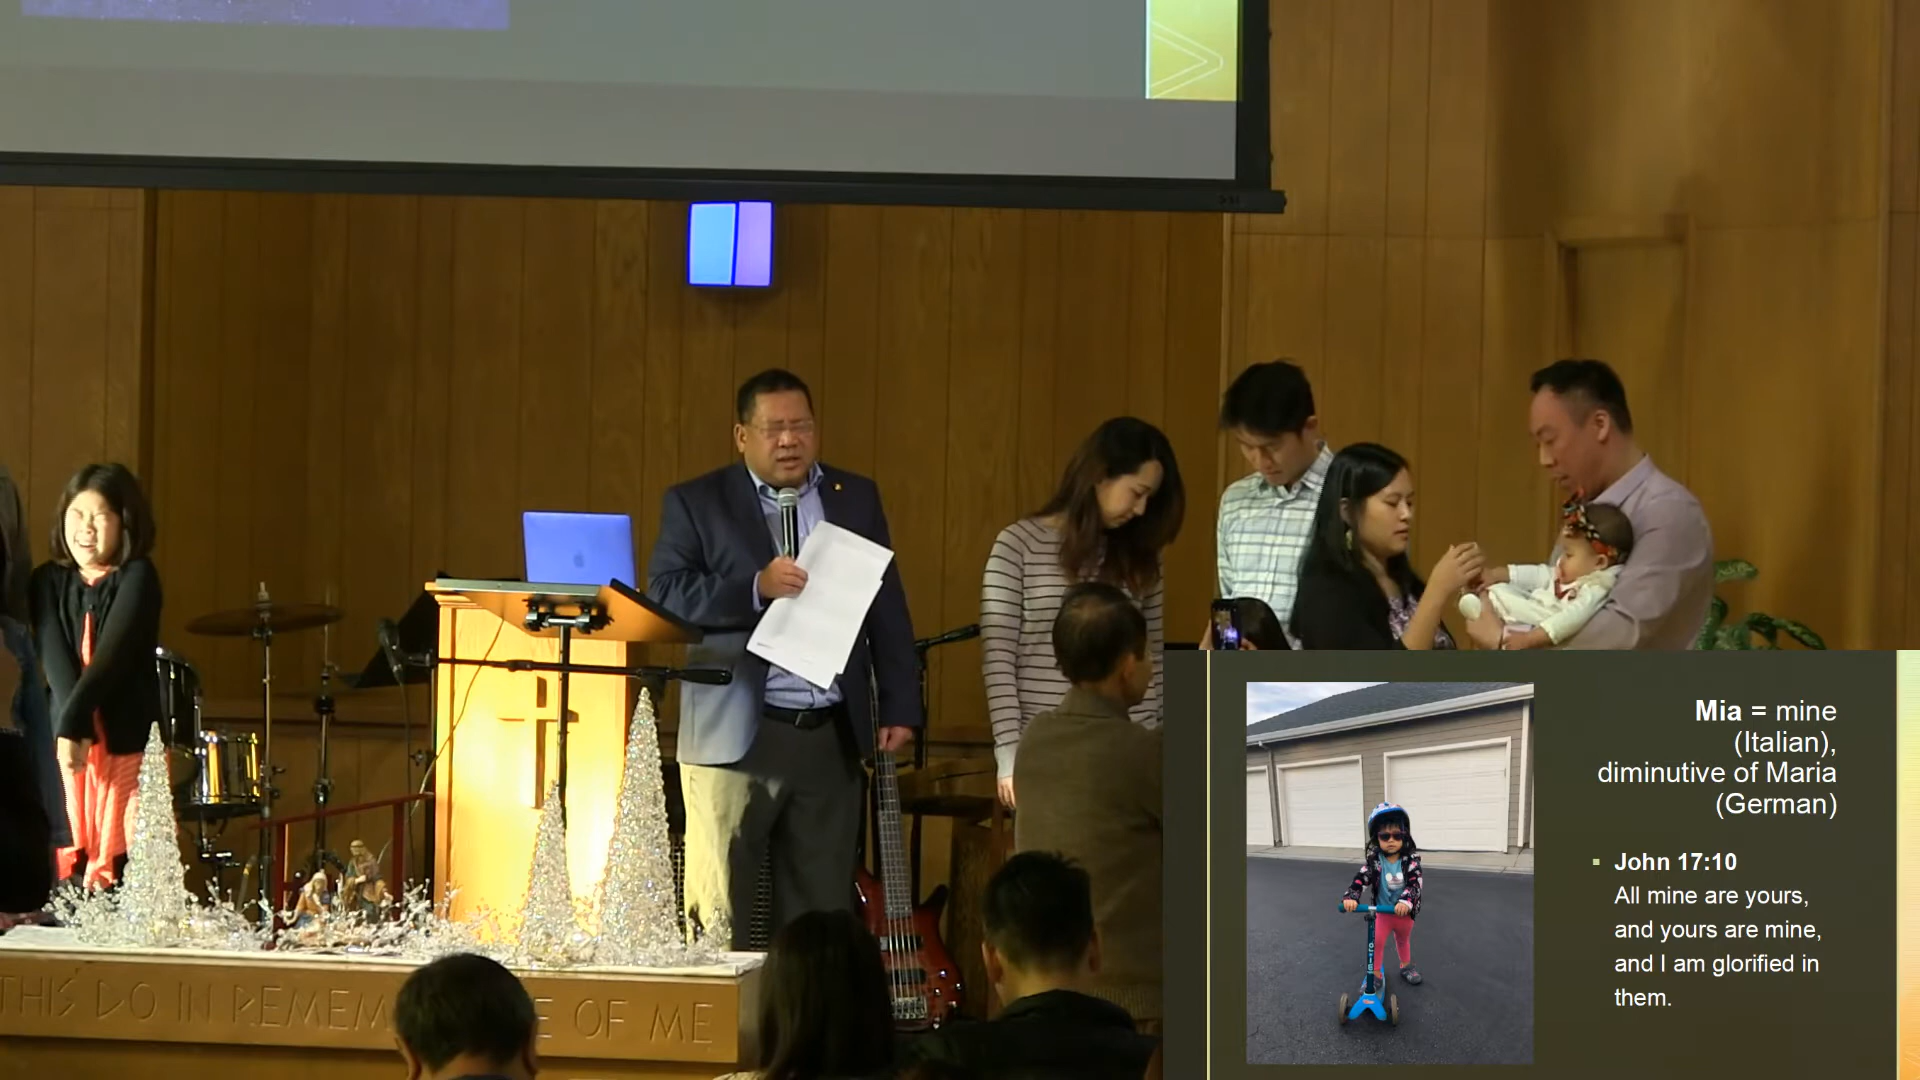 Mia = mine
(Italian),
diminutive of Maria
(German)
John 17:10
All mine are yours,
and yours are mine,
and I am glorified in
them.
THIS DO IN REMEM E OF ME